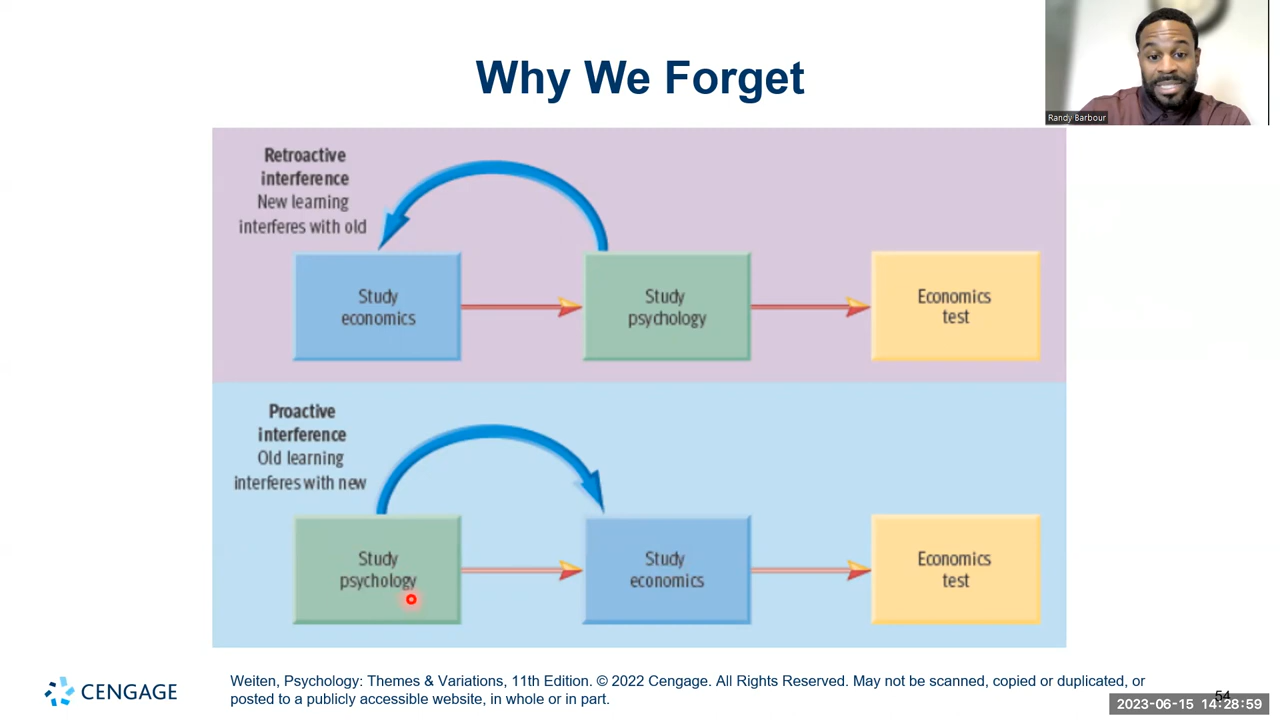 Why We Forget
Randy Barbour
Retroactive
interference
New learning
interferes with old
Study
economics
Study
psychology
Economics
test
Proactive
interference
Old learning
interferes with new
Study
psychology
Study
economics
Economics
test
CENGAGE
Weiten, Psychology: Themes & Variations, 11th Edition. © 2022 Cengage. All Rights Reserved. May not be scanned, copied or duplicated, or
posted to a publicly accessible website, in whole or in part.
54
2023-06-15 14:28:59